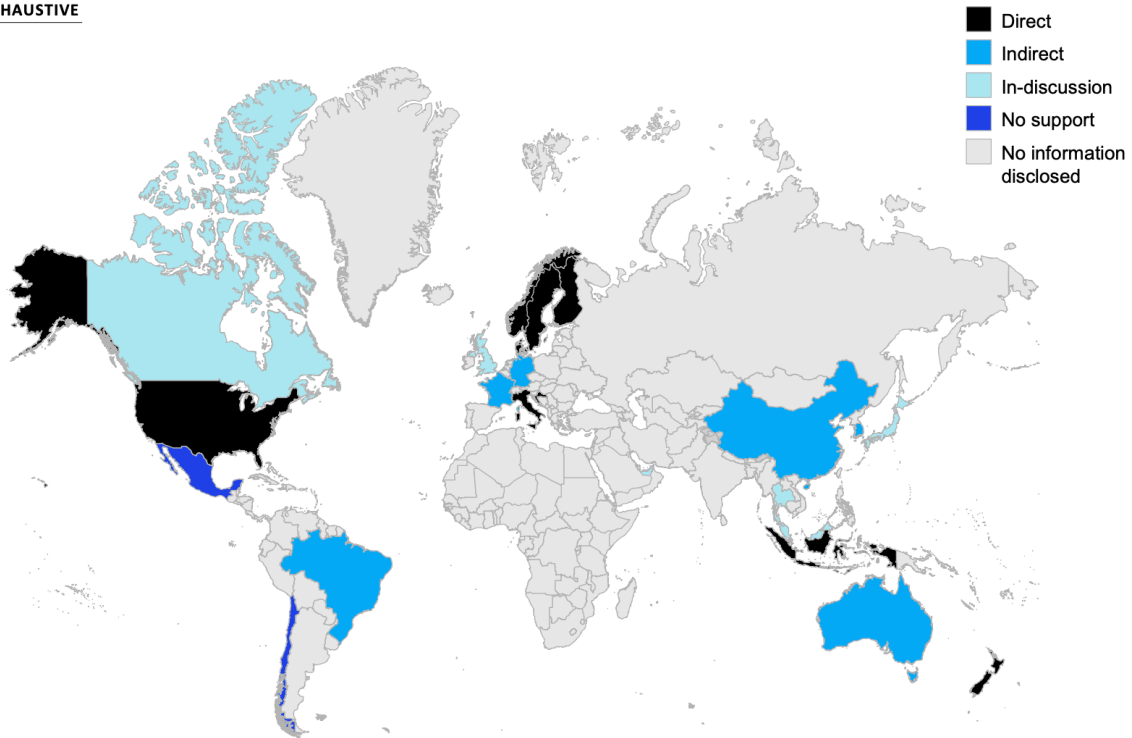 HAUSTIVE
Direct
Indirect
In-discussion
No support
No information
disclosed